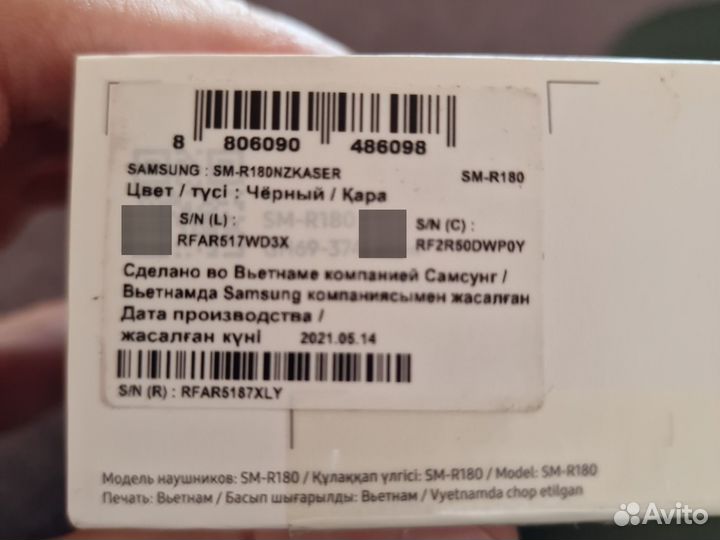 8 806090 486098
SAMSUNG : SM-R180NZKASER SM-R180
Цвет / түсі : Чёрный / Қара
S/N (L) : S/N (C) :
SM-R180
RFAR517WD3X RF2R50DWP0Y
Сделано во Вьетнаме компанией Самсунг /
Вьетнамда Samsung компаниясымен жасалған
Дата производства /
жасалған күні 2021.05.14
S/N (R) : RFAR5187XLY
Модель наушников: SM-R180 / Құлаққап үлгісі: SM-R180 / Model: SM-R180
Печать: Вьетнам / Басып шығарылды: Вьетнам / Vyetnamda chop etilgan
Avito